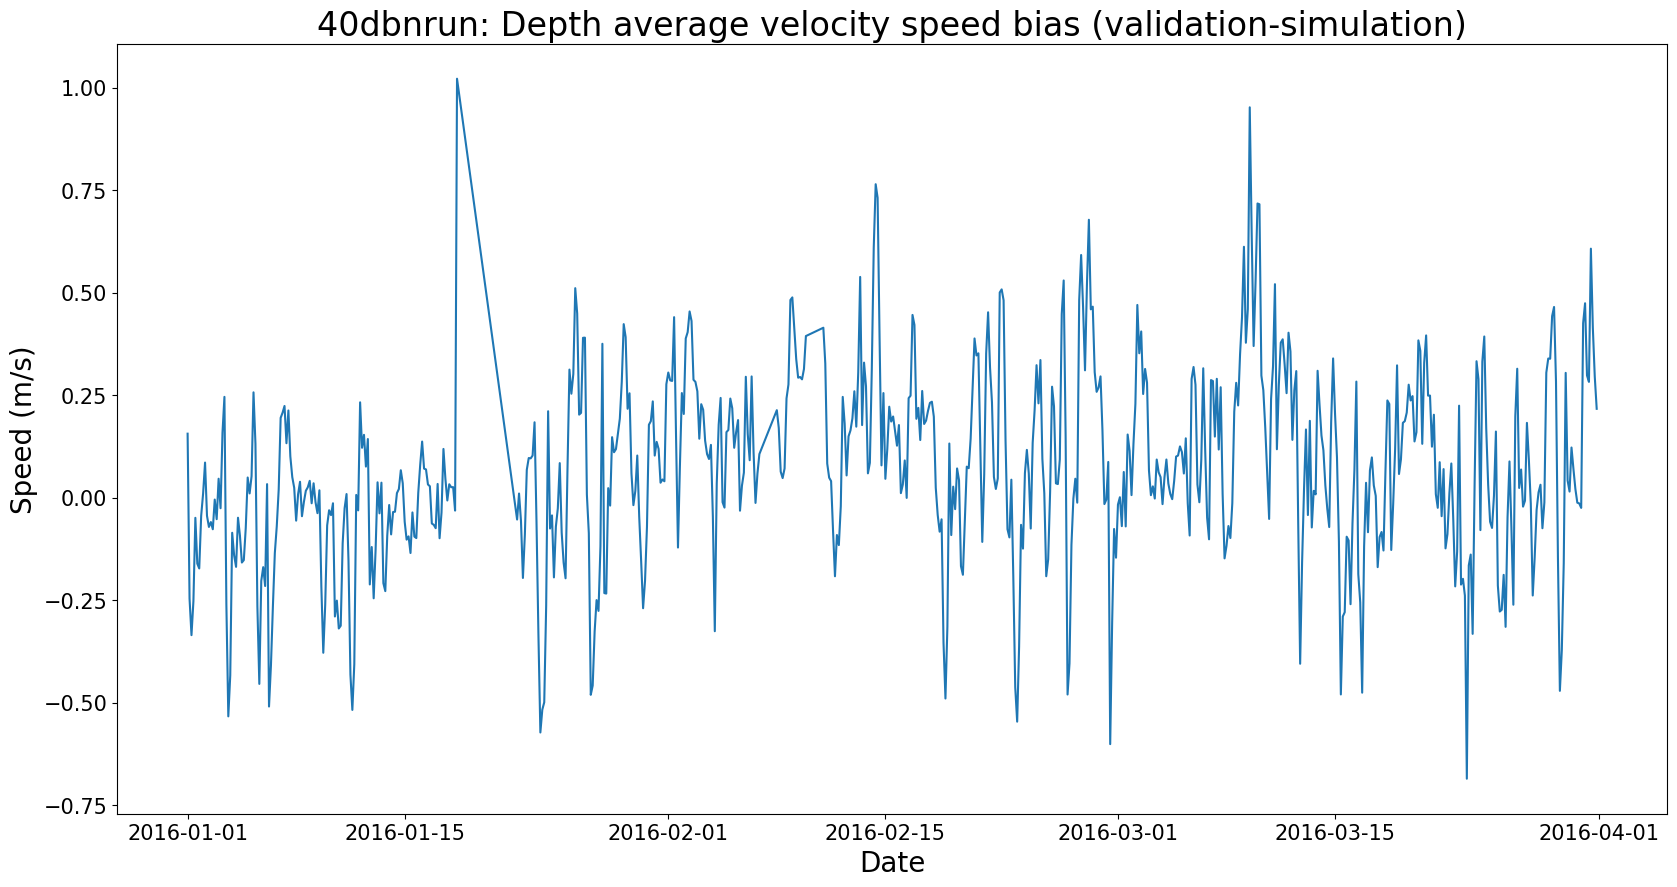 40dbnrun: Depth average velocity speed bias (validation-simulation)
1.00
0.75
0.50
0.25
0.00
−0.25
−0.50
−0.75
Speed (m/s)
2016-01-01 2016-01-15 2016-02-01 2016-02-15 2016-03-01 2016-03-15 2016-04-01
Date